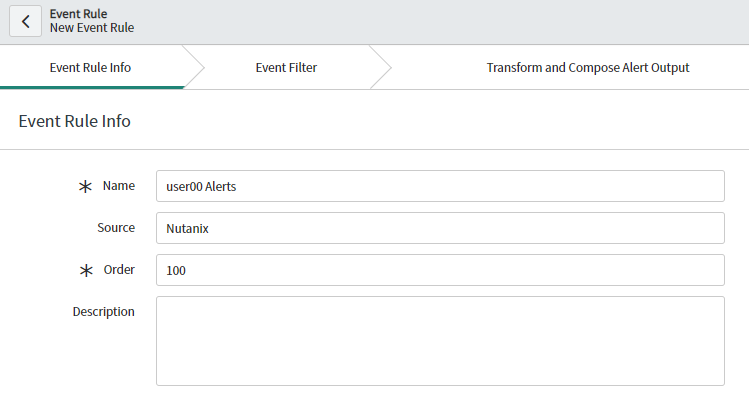 Event Rule
New Event Rule
Event Rule Info
Event Filter
Transform and Compose Alert Output
Event Rule Info
* Name
user00 Alerts
Source
Nutanix
* Order
100
Description